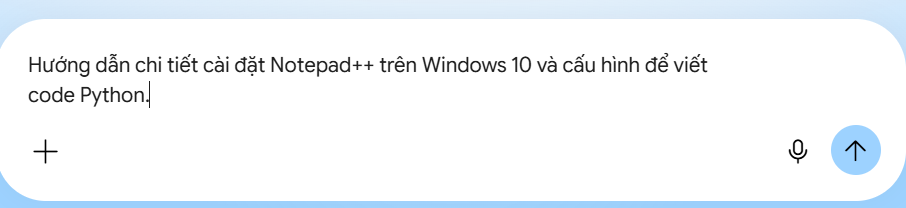 Hướng dẫn chi tiết cài đặt Notepad++ trên Windows 10 và cấu hình để viết
code Python.